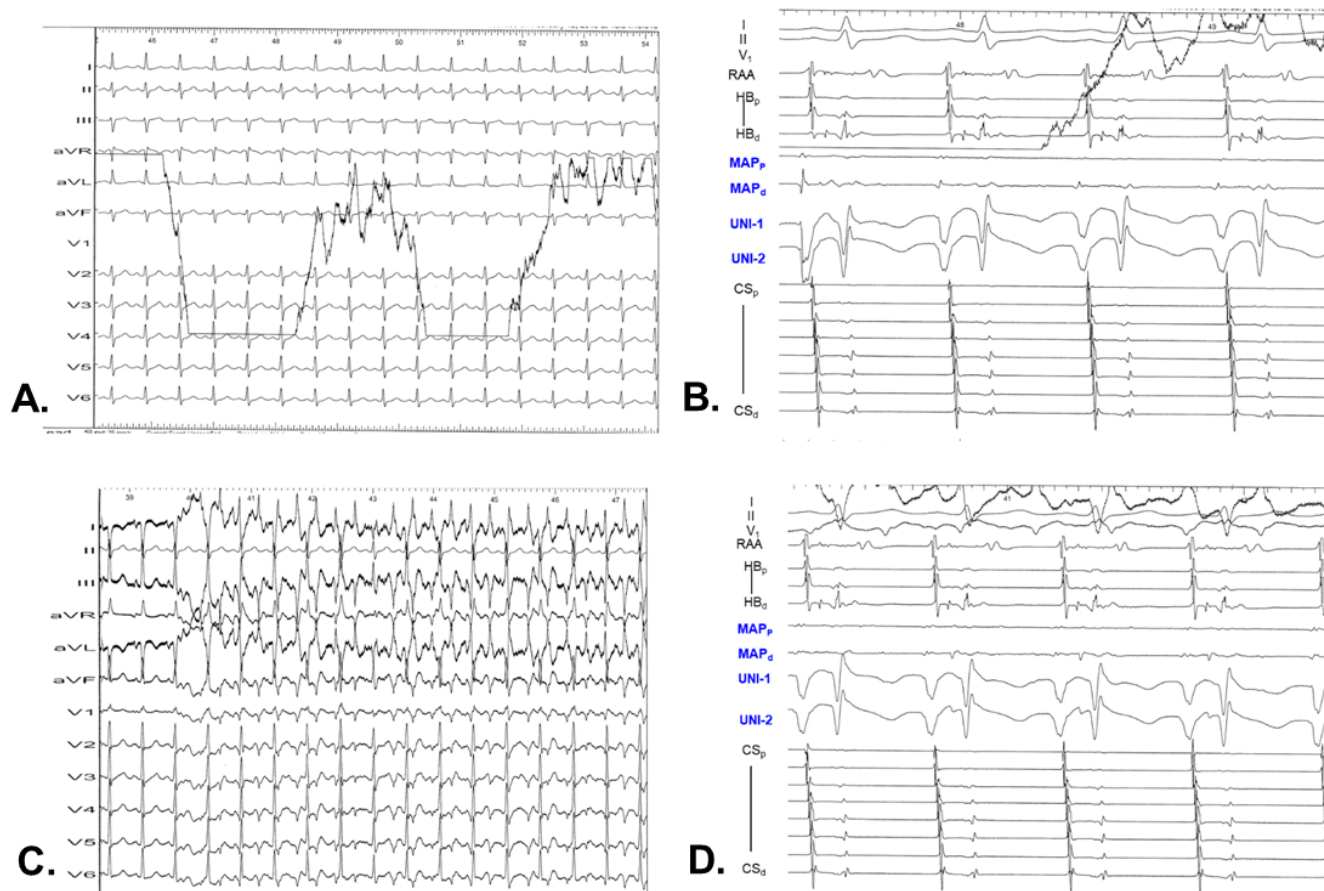 46 47 48 49 50 51 52 53 54
I
II
III
aVR
aVL
aVF
V1
V2
V3
V4
V5
V6
A.
48 49
I
II
V1
RAA
HBp
HBd
MAPP
MAPd
UNI-1
UNI-2
CSp
CSd
B.
39 40 41 42 43 44 45 46 47
I
II
III
aVR
aVL
aVF
V1
V2
V3
V4
V5
V6
C.
41
I
II
V1
RAA
HBp
HBd
MAPP
MAPd
UNI-1
UNI-2
CSp
CSd
D.